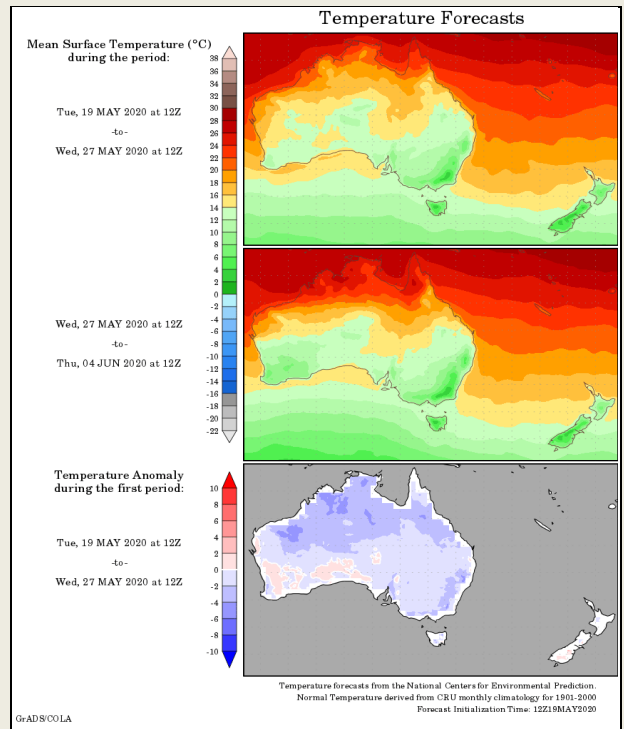 Temperature Forecasts
Mean Surface Temperature (°C)
during the period:
38
36
34
32
30
28
26
24
22
20
18
16
14
12
10
8
6
4
2
0
-2
-4
-6
-8
-10
-12
-14
-16
-18
-20
-22
Tue, 19 MAY 2020 at 12Z
-to-
Wed, 27 MAY 2020 at 12Z
Wed, 27 MAY 2020 at 12Z
-to-
Thu, 04 JUN 2020 at 12Z
Temperature Anomaly
during the first period:
10
8
6
4
2
0
-2
-4
-6
-8
-10
Tue, 19 MAY 2020 at 12Z
-to-
Wed, 27 MAY 2020 at 12Z
Temperature forecasts from the National Centers for Environmental Prediction.
Normal Temperature derived from CRU monthly climatology for 1901-2000
Forecast Initialization Time: 12Z19MAY2020
GrADS/COLA